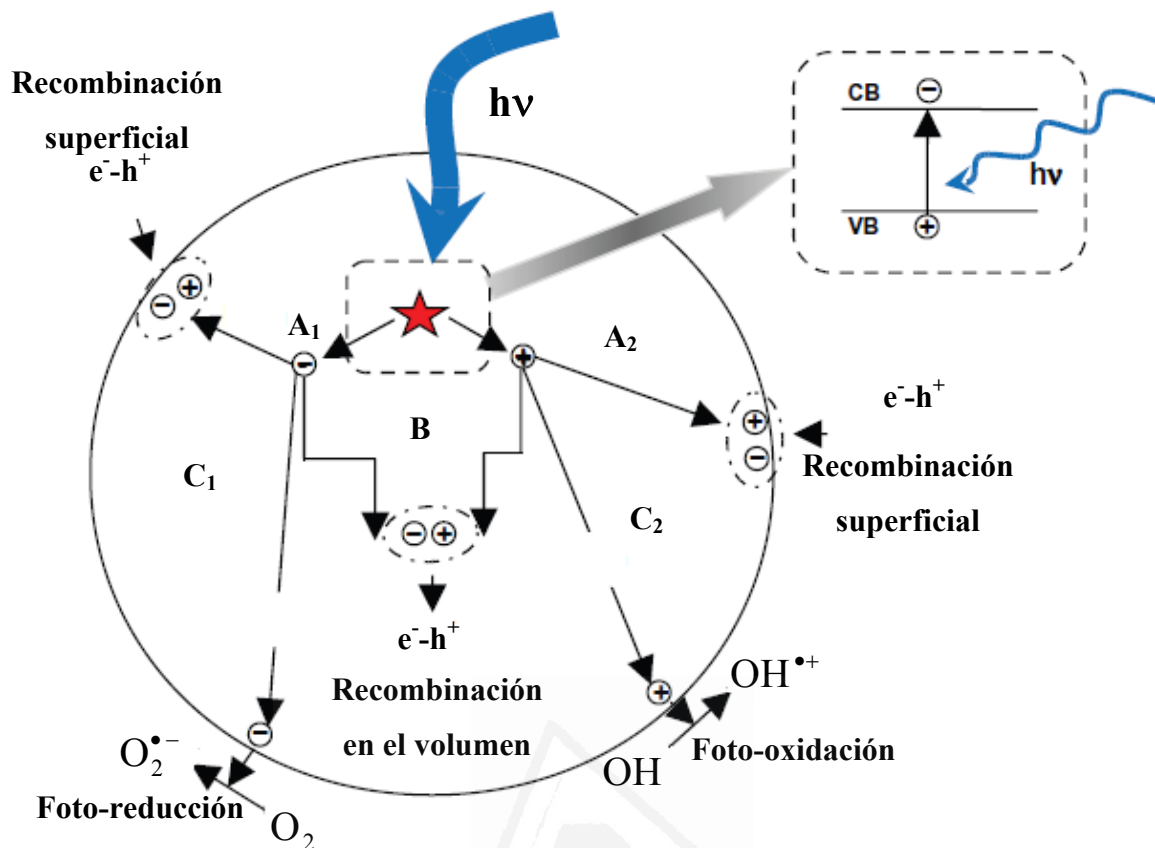 Recombinación
superficial
e⁻-h⁺
hν
CB
⊖
hν
VB
⊕
⊖ ⊕
A₁
⊖
⊕
A₂
B
C₁
C₂
⊕
⊖
e⁻-h⁺
Recombinación
superficial
⊖ ⊕
e⁻-h⁺
Recombinación
en el volumen
⊖
O₂•⁻
Foto-reducción
O₂
⊕
OH•⁺
Foto-oxidación
OH